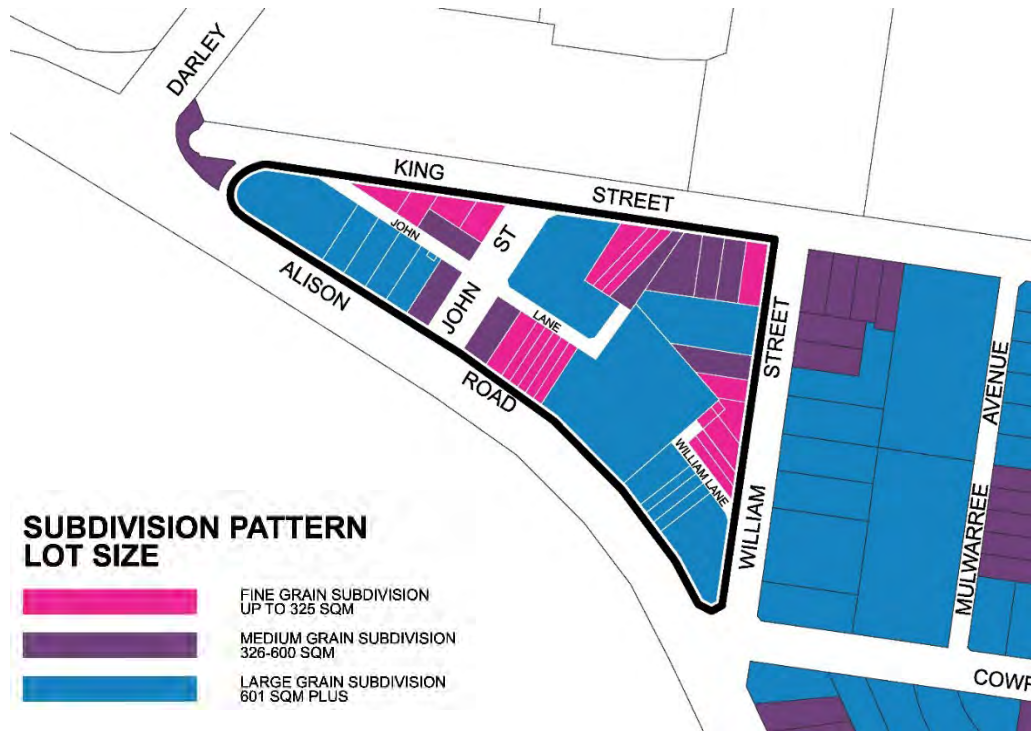 DARLEY
KING
STREET
JOHN
ST
ALISON
JOHN
LANE
ROAD
STREET
AVENUE
WILLIAM LANE
WILLIAM
MULWARREE
SUBDIVISION PATTERN
LOT SIZE
FINE GRAIN SUBDIVISION
UP TO 325 SQM
MEDIUM GRAIN SUBDIVISION
326-600 SQM
LARGE GRAIN SUBDIVISION
601 SQM PLUS